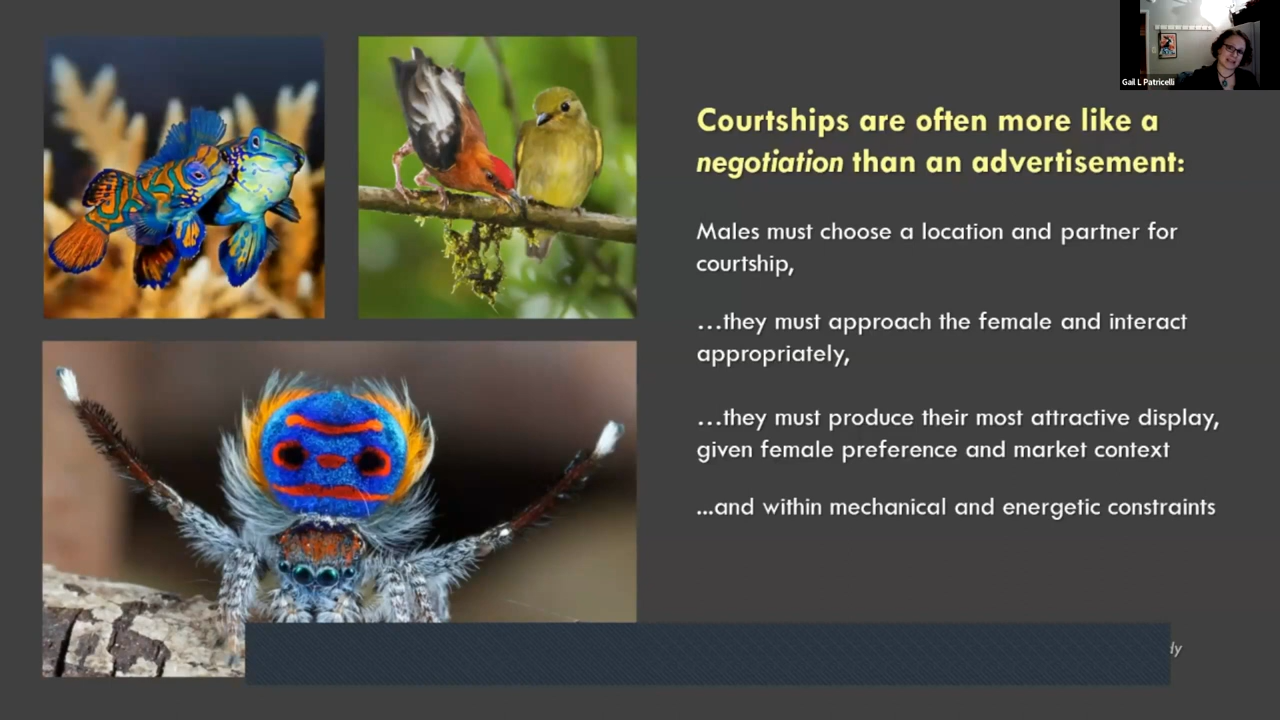 Gail L Patricelli
Courtships are often more like a
negotiation than an advertisement:
Males must choose a location and partner for
courtship,
…they must approach the female and interact
appropriately,
…they must produce their most attractive display,
given female preference and market context
...and within mechanical and energetic constraints